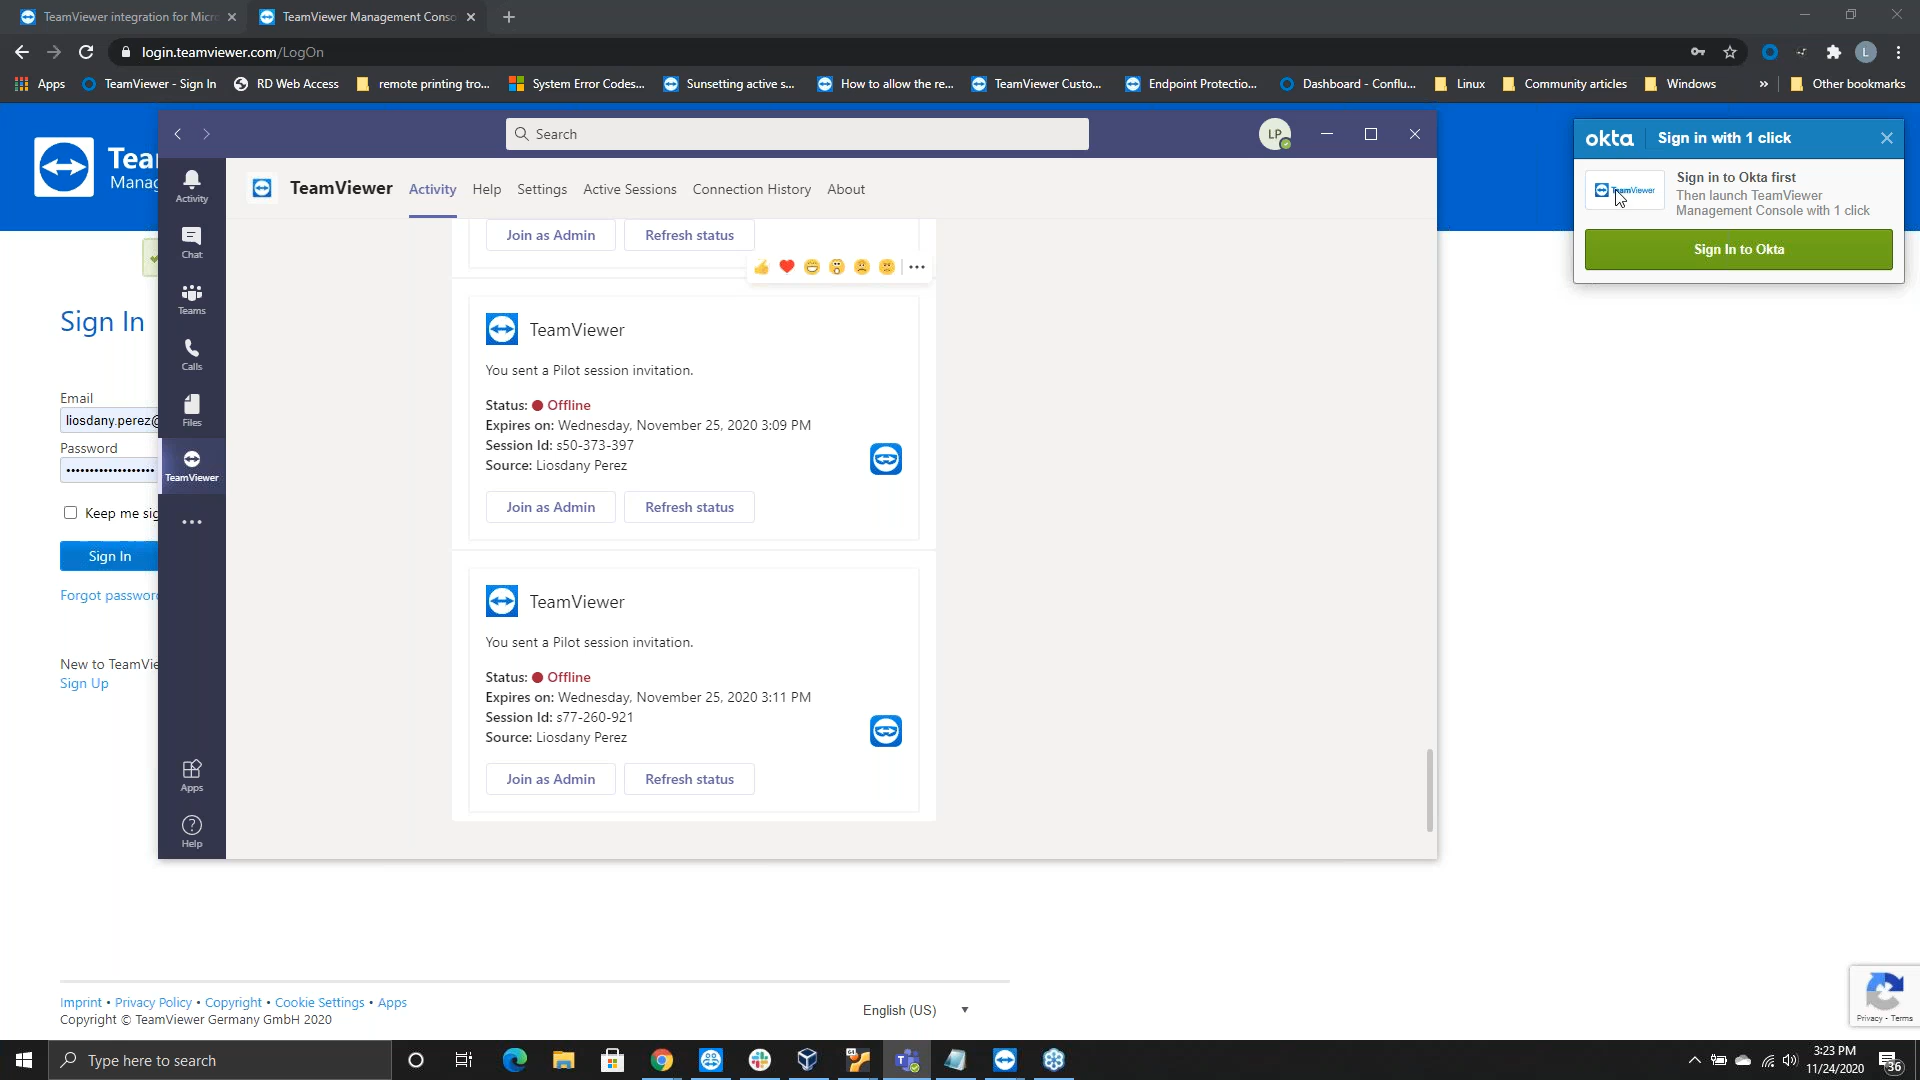 TeamViewer integration for Micr
TeamViewer Management Conso
login.teamviewer.com/LogOn
L
Apps
TeamViewer - Sign In
RD Web Access
remote printing tro...
System Error Codes...
Sunsetting active s...
How to allow the re...
TeamViewer Custo...
Endpoint Protectio...
Dashboard - Conflu...
Linux
Community articles
Windows
»
Other bookmarks
Tea
Manag
Search
LP
okta
Sign in with 1 click
Sign in to Okta first
Then launch TeamViewer
Management Console with 1 click
Sign In to Okta
Activity
Chat
Teams
Calls
Files
TeamViewer
Apps
Help
TeamViewer
Activity
Help
Settings
Active Sessions
Connection History
About
Join as Admin
Refresh status
TeamViewer
You sent a Pilot session invitation.
Status: Offline
Expires on: Wednesday, November 25, 2020 3:09 PM
Session Id: s50-373-397
Source: Liosdany Perez
Join as Admin
Refresh status
TeamViewer
You sent a Pilot session invitation.
Status: Offline
Expires on: Wednesday, November 25, 2020 3:11 PM
Session Id: s77-260-921
Source: Liosdany Perez
Join as Admin
Refresh status
Sign In
Email
liosdany.perez@
Password
Keep me sig
Sign In
Forgot password
New to TeamVie
Sign Up
Imprint • Privacy Policy • Copyright • Cookie Settings • Apps
Copyright © TeamViewer Germany GmbH 2020
English (US)
Privacy - Terms
Type here to search
3:23 PM
11/24/2020
36